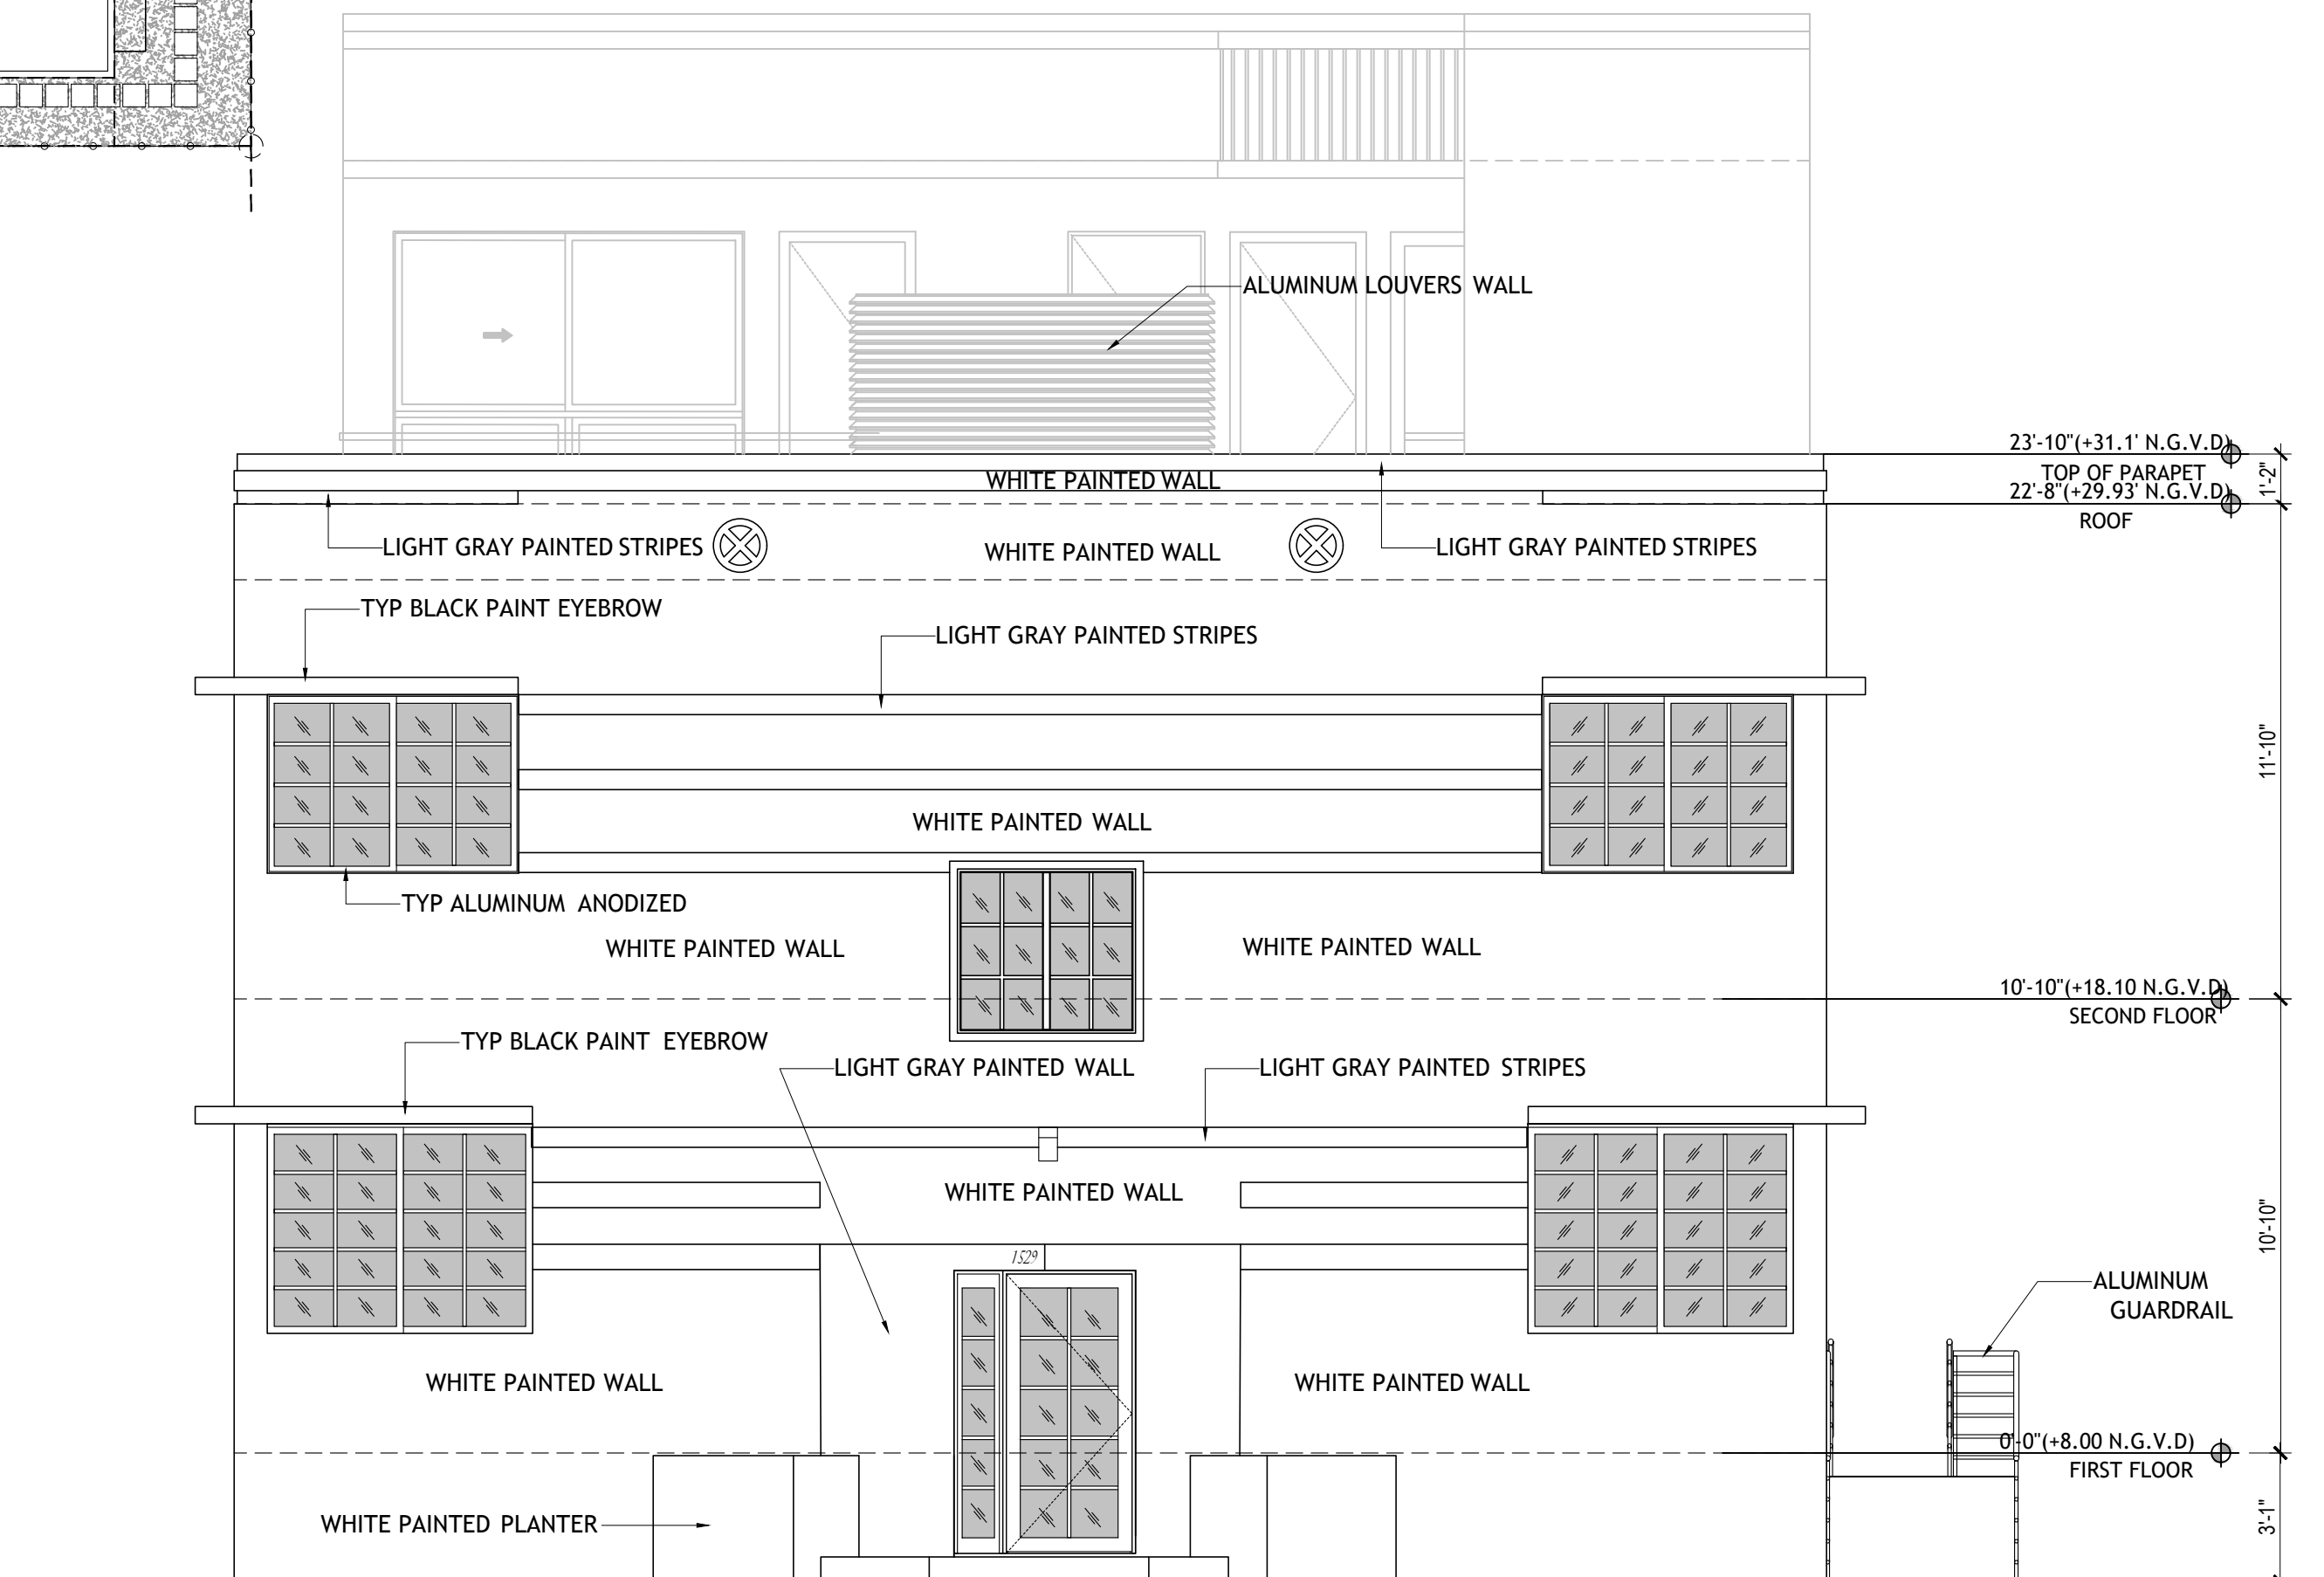 ALUMINUM LOUVERS WALL
23'-10"(+31.1' N.G.V.D)
TOP OF PARAPET
1'-2"
WHITE PAINTED WALL
22'-8"(+29.93' N.G.V.D)
ROOF
LIGHT GRAY PAINTED STRIPES
WHITE PAINTED WALL
LIGHT GRAY PAINTED STRIPES
TYP BLACK PAINT EYEBROW
LIGHT GRAY PAINTED STRIPES
11'-10"
WHITE PAINTED WALL
TYP ALUMINUM ANODIZED
WHITE PAINTED WALL
WHITE PAINTED WALL
10'-10"(+18.10 N.G.V.D)
SECOND FLOOR
TYP BLACK PAINT EYEBROW
LIGHT GRAY PAINTED WALL
LIGHT GRAY PAINTED STRIPES
WHITE PAINTED WALL
10'-10"
1529
ALUMINUM
GUARDRAIL
WHITE PAINTED WALL
WHITE PAINTED WALL
0'-0"(+8.00 N.G.V.D)
FIRST FLOOR
WHITE PAINTED PLANTER
3'-1"